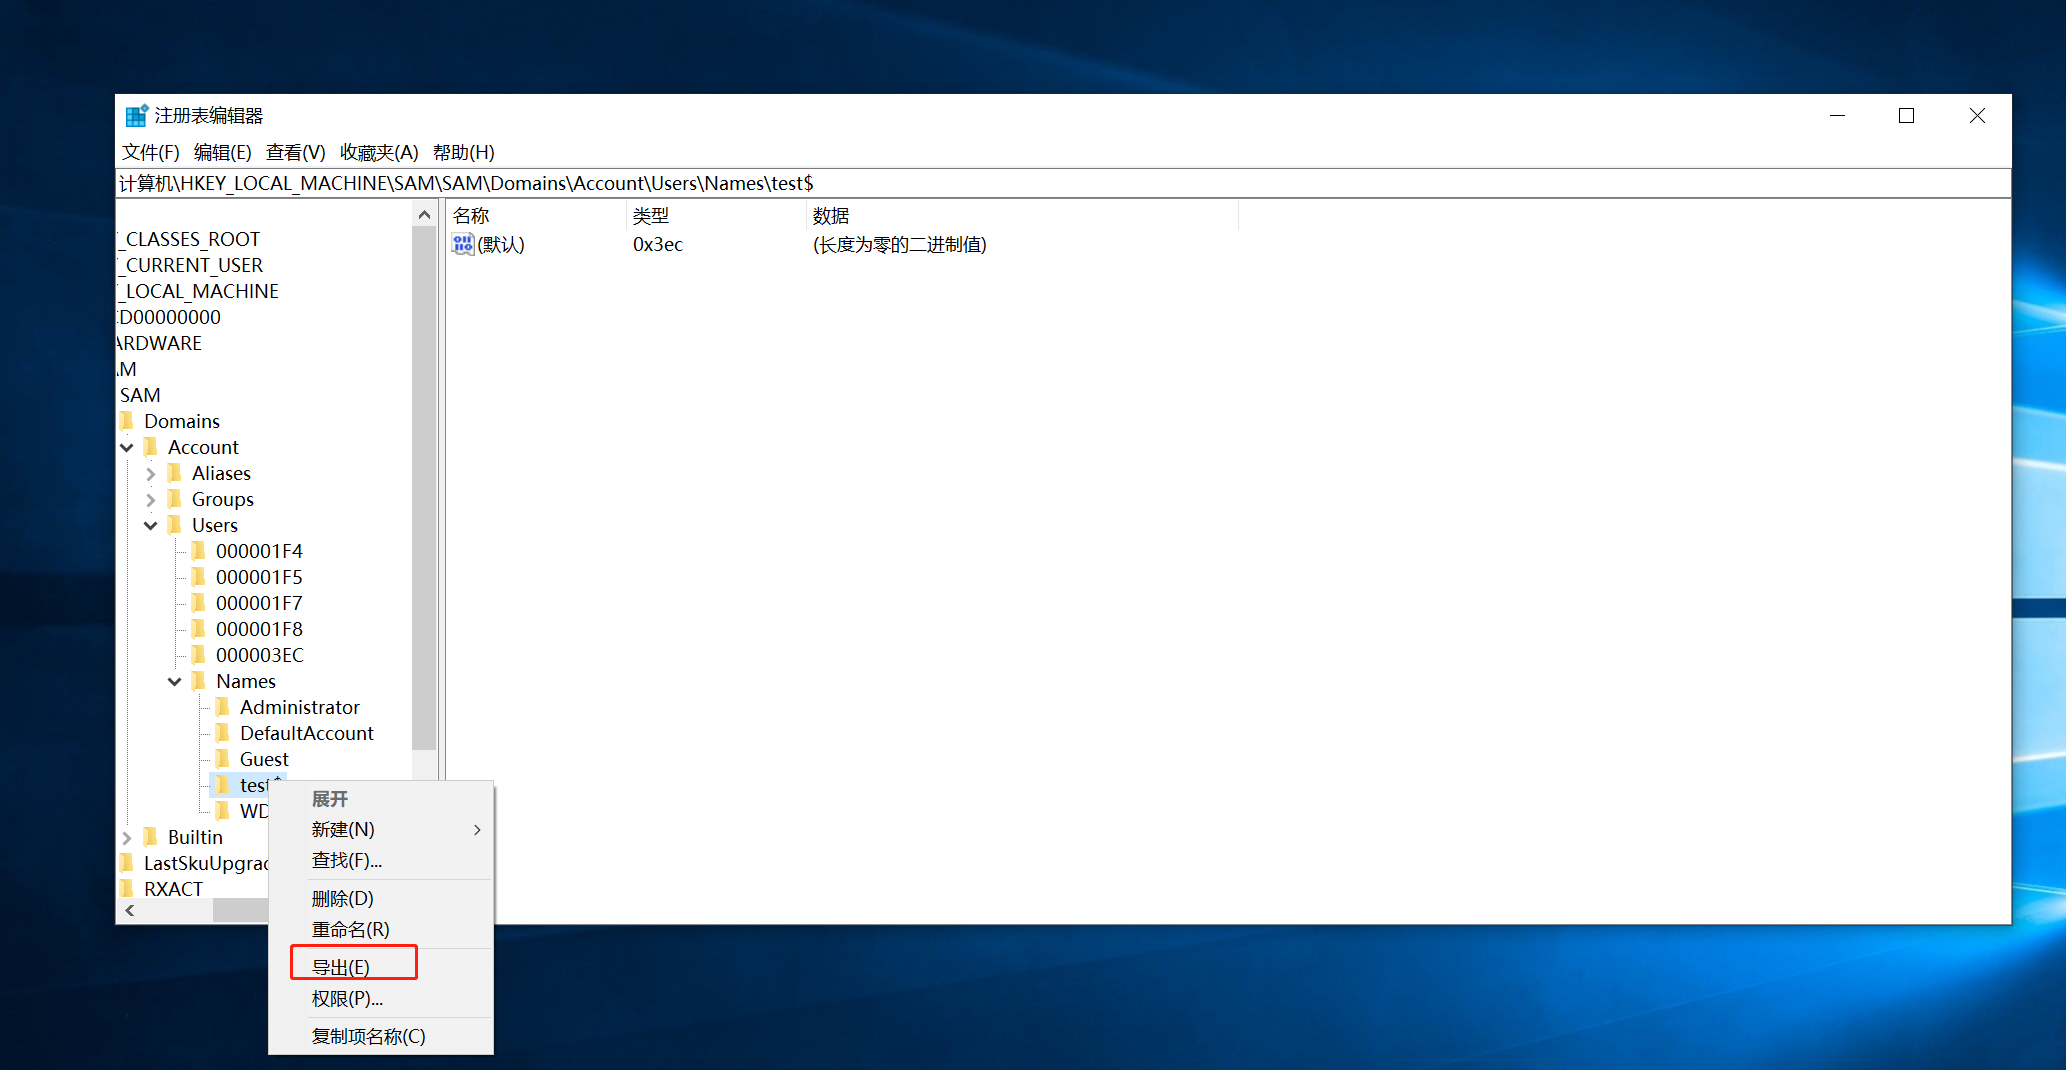 注册表编辑器
文件(F) 编辑(E) 查看(V) 收藏夹(A) 帮助(H)
计算机\HKEY_LOCAL_MACHINE\SAM\SAM\Domains\Account\Users\Names\test$
名称 类型 数据
(默认) 0x3ec (长度为零的二进制值)
_CLASSES_ROOT
_CURRENT_USER
_LOCAL_MACHINE
D00000000
ARDWARE
AM
SAM
Domains
Account
Aliases
Groups
Users
000001F4
000001F5
000001F7
000001F8
000003EC
Names
Administrator
DefaultAccount
Guest
test$
WD
Builtin
LastSkuUpgrad
RXACT
展开
新建(N)
查找(F)...
删除(D)
重命名(R)
导出(E)
权限(P)...
复制项名称(C)